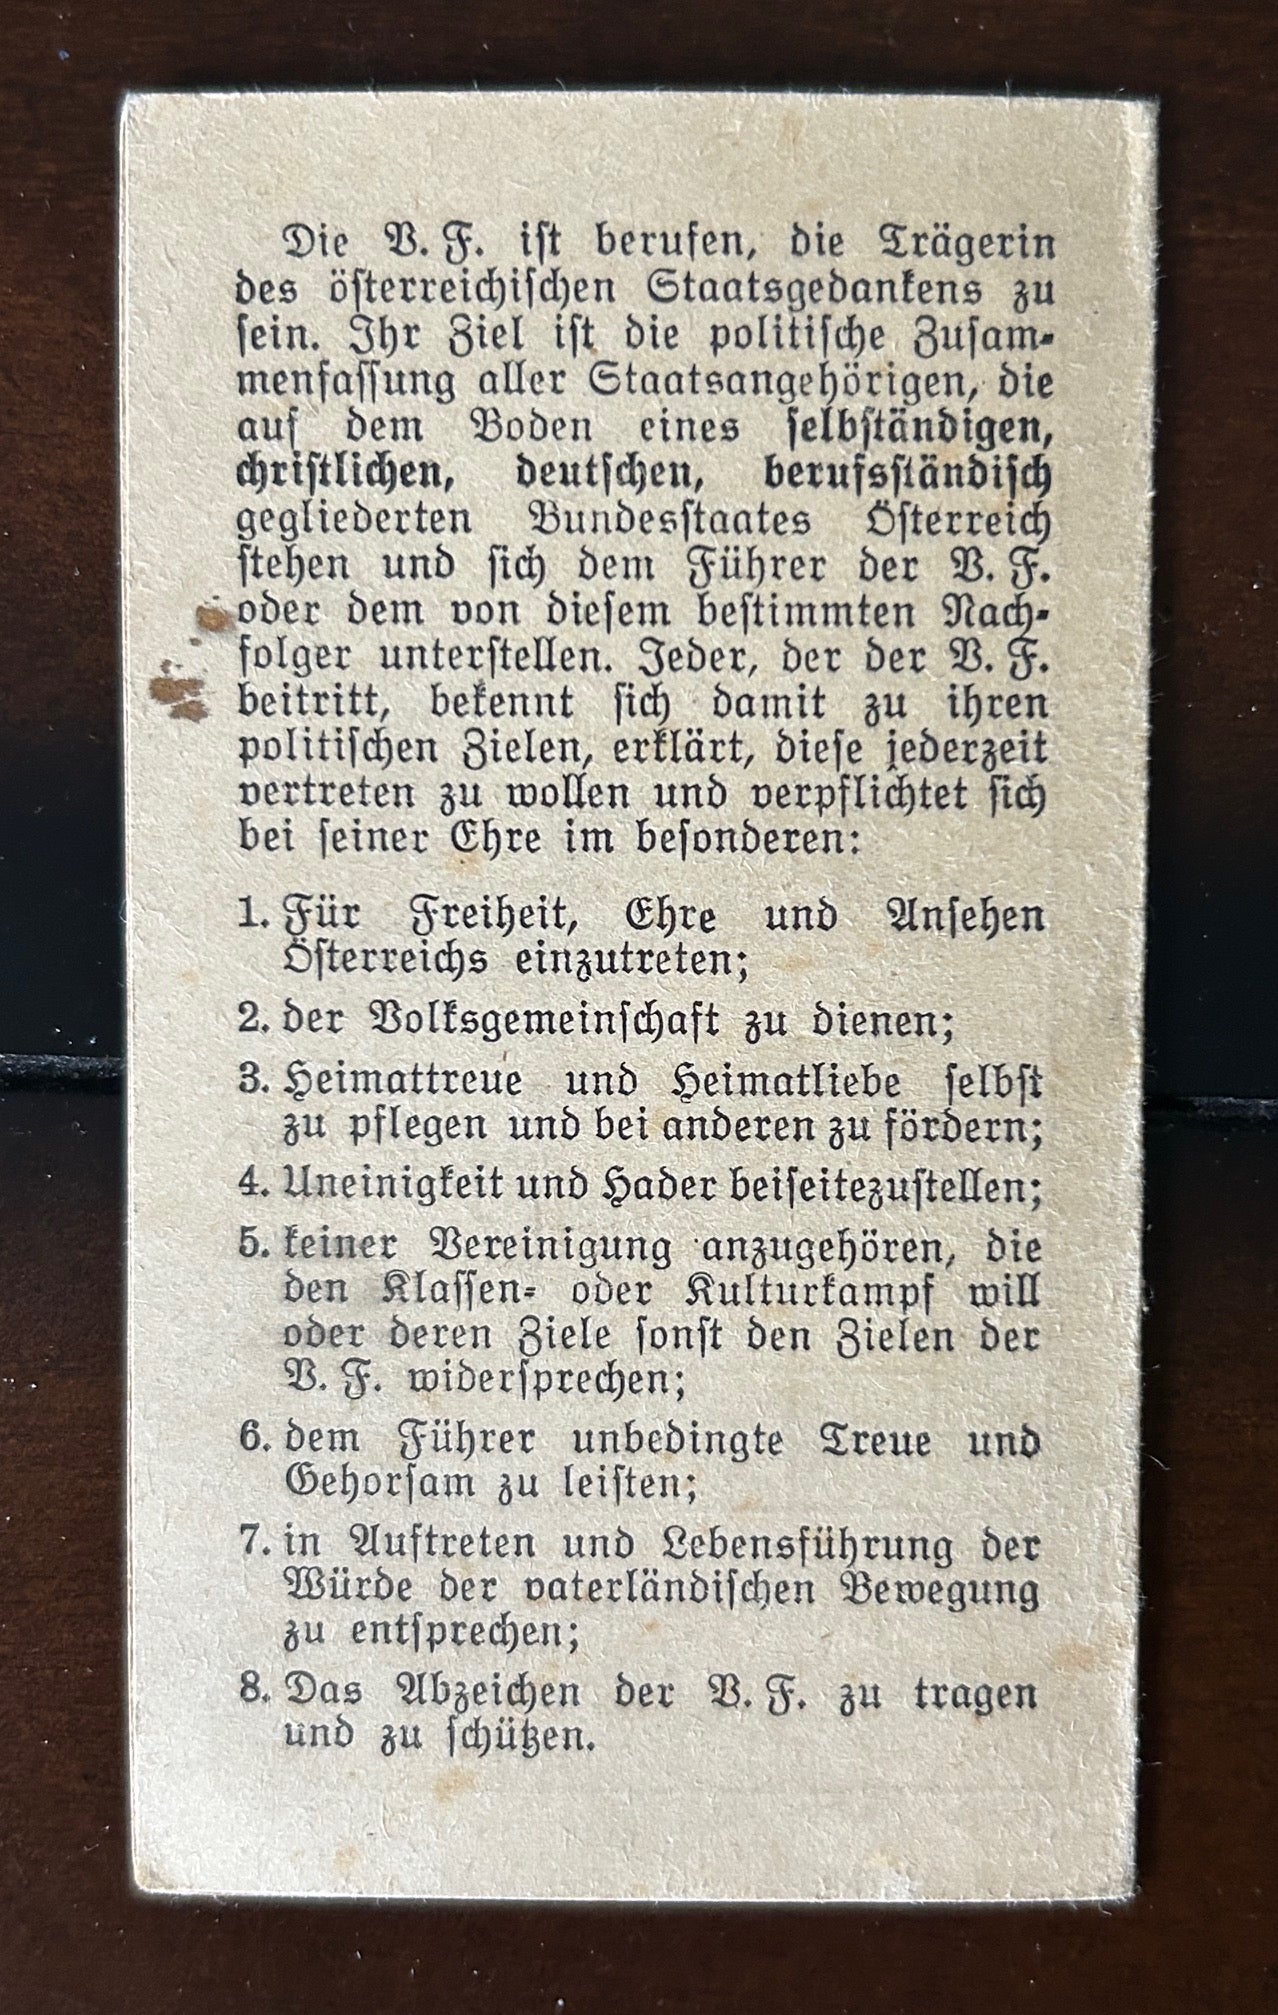 Die V. F. ist berufen, die Trägerin
des österreichischen Staatsgedankens zu
sein. Ihr Ziel ist die politische Zusam-
menfassung aller Staatsangehörigen, die
auf dem Boden eines selbständigen,
christlichen, deutschen, berufsständisch
gegliederten Bundesstaates Österreich
stehen und sich dem Führer der V. F.
oder dem von diesem bestimmten Nach-
folger unterstellen. Jeder, der der V. F.
beitritt, bekennt sich damit zu ihren
politischen Zielen, erklärt, diese jederzeit
vertreten zu wollen und verpflichtet sich
bei seiner Ehre im besonderen:
1. Für Freiheit, Ehre und Ansehen
Österreichs einzutreten;
2. der Volksgemeinschaft zu dienen;
3. Heimattreue und Heimatliebe selbst
zu pflegen und bei anderen zu fördern;
4. Uneinigkeit und Hader beiseitezustellen;
5. keiner Vereinigung anzugehören, die
den Klassen- oder Kulturkampf will
oder deren Ziele sonst den Zielen der
V. F. widersprechen;
6. dem Führer unbedingte Treue und
Gehorsam zu leisten;
7. in Auftreten und Lebensführung der
Würde der vaterländischen Bewegung
zu entsprechen;
8. Das Abzeichen der V. F. zu tragen
und zu schützen.